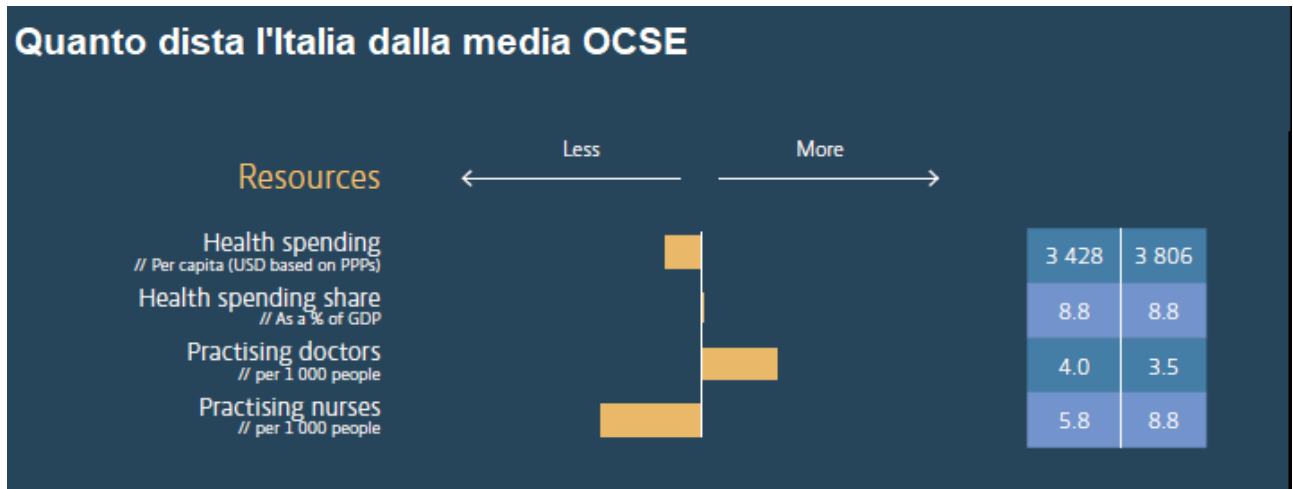 Quanto dista l'Italia dalla media OCSE
Less More
Resources
Health spending
// Per capita (USD based on PPPs)
3 428 3 806
Health spending share
// As a % of GDP
8.8 8.8
Practising doctors
// per 1 000 people
4.0 3.5
Practising nurses
// per 1 000 people
5.8 8.8